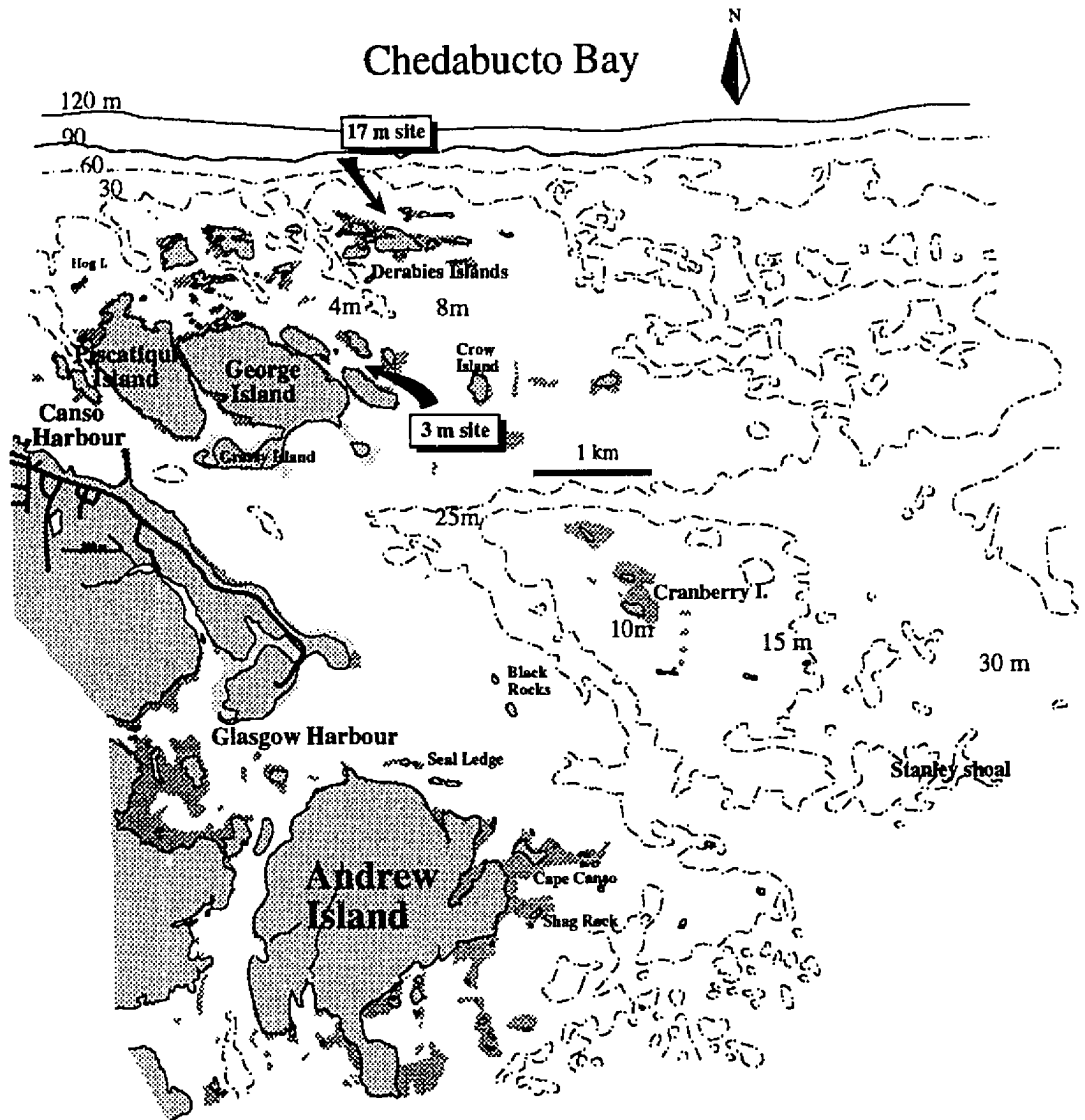 N
Chedabucto Bay
120 m
17 m site
90
60
30
Hog I.
Derabies Islands
4m
8m
Piscatiqui
Island
George
Island
Crow
Island
Canso
Harbour
3 m site
Grassy Island
1 km
25m
Cranberry I.
10m
15 m
30 m
Black
Rocks
Glasgow Harbour
Seal Ledge
Stanley shoal
Andrew
Island
Cape Canso
Shag Rock